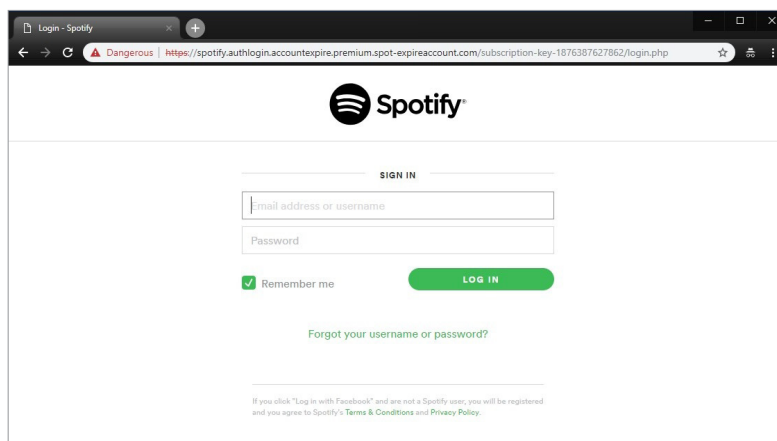 Login - Spotify
Dangerous | https://spotify.authlogin.accountexpire.premium.spot-expireaccount.com/subscription-key-1876387627862/login.php
Spotify®
SIGN IN
Email address or username
Password
Remember me
LOG IN
Forgot your username or password?
If you click "Log in with Facebook" and are not a Spotify user, you will be registered
and you agree to Spotify's Terms & Conditions and Privacy Policy.